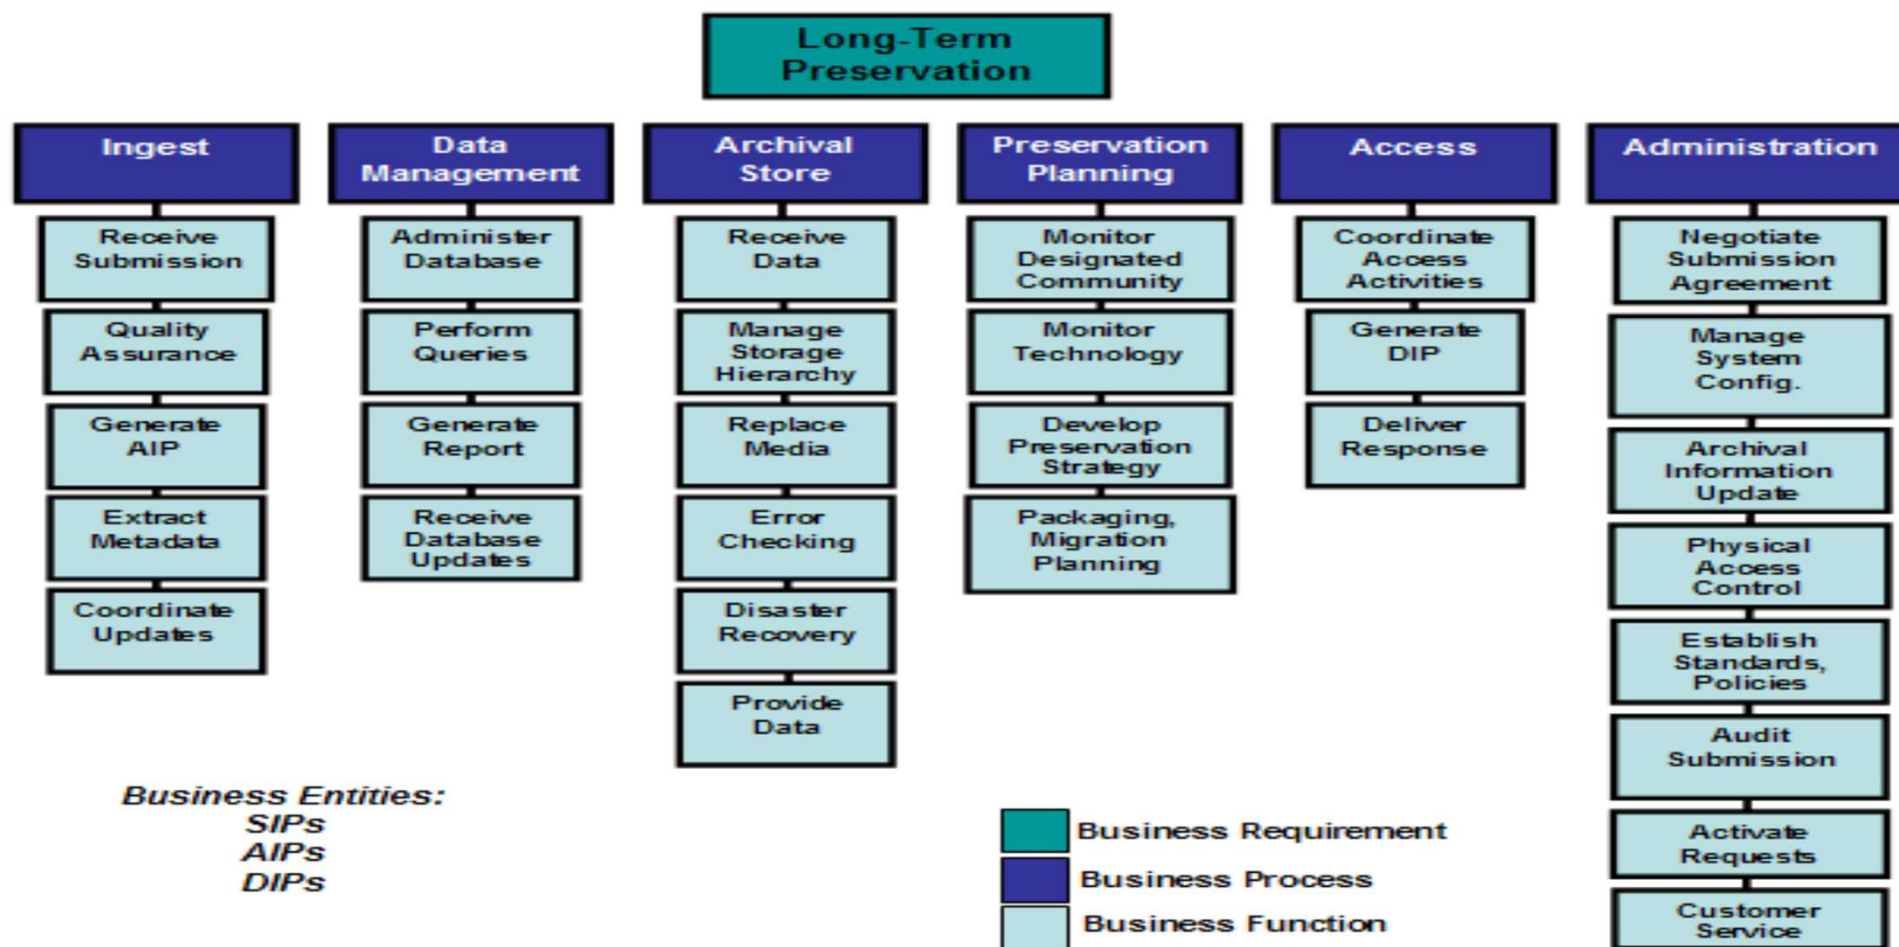 Long-Term
Preservation
Ingest
Receive
Submission
Quality
Assurance
Generate
AIP
Extract
Metadata
Coordinate
Updates
Data
Management
Administer
Database
Perform
Queries
Generate
Report
Receive
Database
Updates
Archival
Store
Receive
Data
Manage
Storage
Hierarchy
Replace
Media
Error
Checking
Disaster
Recovery
Provide
Data
Preservation
Planning
Monitor
Designated
Community
Monitor
Technology
Develop
Preservation
Strategy
Packaging,
Migration
Planning
Access
Coordinate
Access
Activities
Generate
DIP
Deliver
Response
Administration
Negotiate
Submission
Agreement
Manage
System
Config.
Archival
Information
Update
Physical
Access
Control
Establish
Standards,
Policies
Audit
Submission
Activate
Requests
Customer
Service
Business Entities:
SIPs
AIPs
DIPs
Business Requirement
Business Process
Business Function